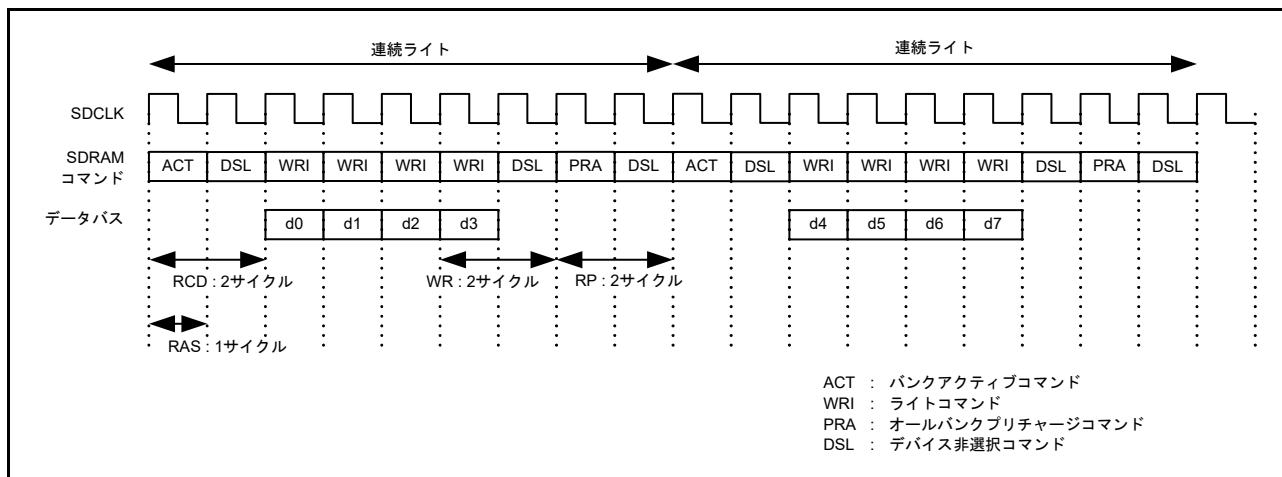 連続ライト 連続ライト
SDCLK
SDRAM
コマンド
ACT DSL WRI WRI WRI WRI DSL PRA DSL ACT DSL WRI WRI WRI WRI DSL PRA DSL
データバス d0 d1 d2 d3 d4 d5 d6 d7
RCD : 2サイクル WR : 2サイクル RP : 2サイクル
RAS : 1サイクル
ACT : バンクアクティブコマンド
WRI : ライトコマンド
PRA : オールバンクプリチャージコマンド
DSL : デバイス非選択コマンド